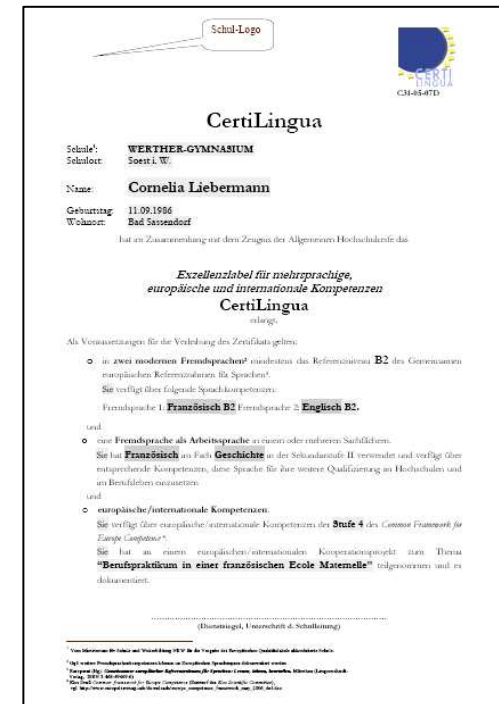 Schul-Logo
CERTI
LINGUA
C31-05-07D
CertiLingua
Schule¹: WERTHER-GYMNASIUM
Schulort: Soest i. W.
Name: Cornelia Liebermann
Geburtstag: 11.09.1986
Wohnort: Bad Sassendorf
hat im Zusammenhang mit dem Zeugnis der Allgemeinen Hochschulreife das
Exzellenzlabel für mehrsprachige,
europäische und internationale Kompetenzen
CertiLingua
erlangt.
Als Voraussetzungen für die Verleihung des Zertifikats gelten:
o in zwei modernen Fremdsprachen² mindestens das Referenzniveau B2 des Gemeinsamen
europäischen Referenzrahmens für Sprachen³.
Sie verfügt über folgende Sprachkompetenzen:
Fremdsprache 1: Französisch B2 Fremdsprache 2: Englisch B2.
und
o eine Fremdsprache als Arbeitssprache in einem oder mehreren Sachfächern.
Sie hat Französisch im Fach Geschichte in der Sekundarstufe II verwendet und verfügt über
entsprechende Kompetenzen, diese Sprache für ihre weitere Qualifizierung an Hochschulen und
im Berufsleben einzusetzen
und
o europäische/internationale Kompetenzen.
Sie verfügt über europäische/internationale Kompetenzen der Stufe 4 des Common Framework for
Europe Competence⁴.
Sie hat an einem europäischen/internationalen Kooperationsprojekt zum Thema
"Berufspraktikum in einer französischen Ecole Maternelle" teilgenommen und es
dokumentiert.
(Dienstsiegel, Unterschrift d. Schulleitung)